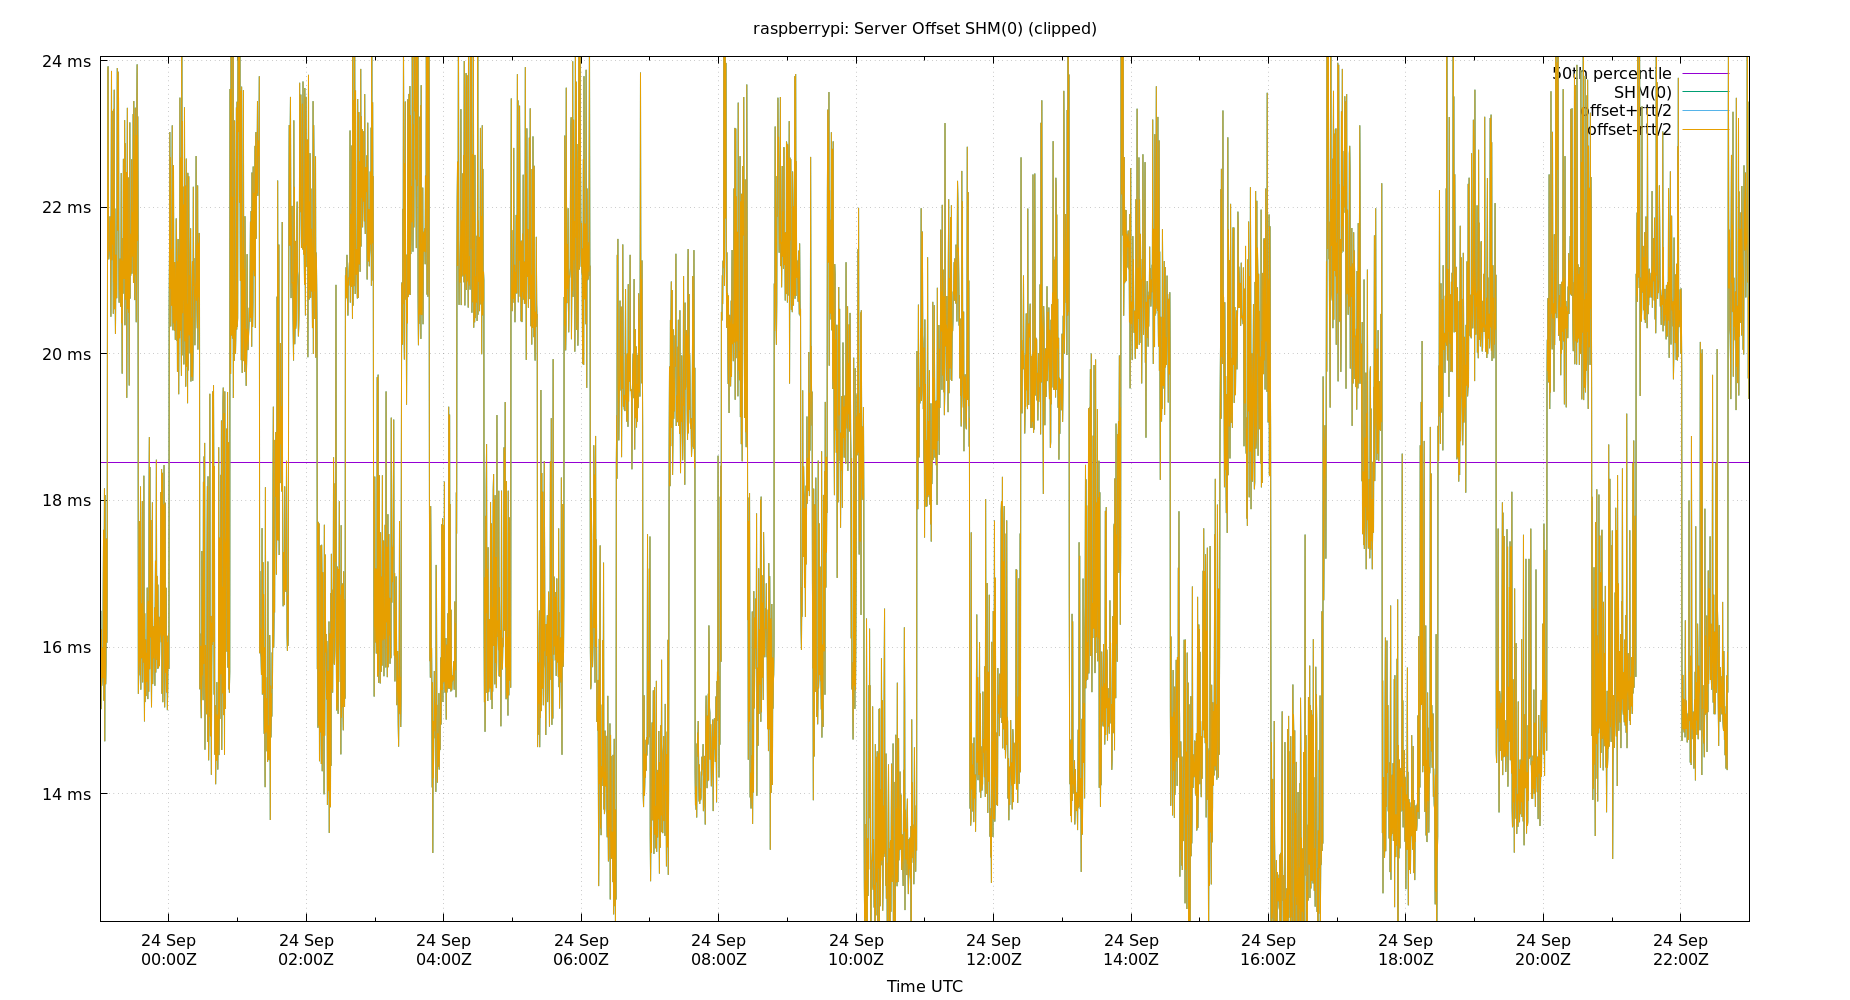 raspberrypi: Server Offset SHM(0) (clipped)
24 ms
22 ms
20 ms
18 ms
16 ms
14 ms
50th percentile
SHM(0)
offset+rtt/2
offset-rtt/2
24 Sep 24 Sep 24 Sep 24 Sep 24 Sep 24 Sep 24 Sep 24 Sep 24 Sep 24 Sep 24 Sep 24 Sep
00:00Z 02:00Z 04:00Z 06:00Z 08:00Z 10:00Z 12:00Z 14:00Z 16:00Z 18:00Z 20:00Z 22:00Z
Time UTC